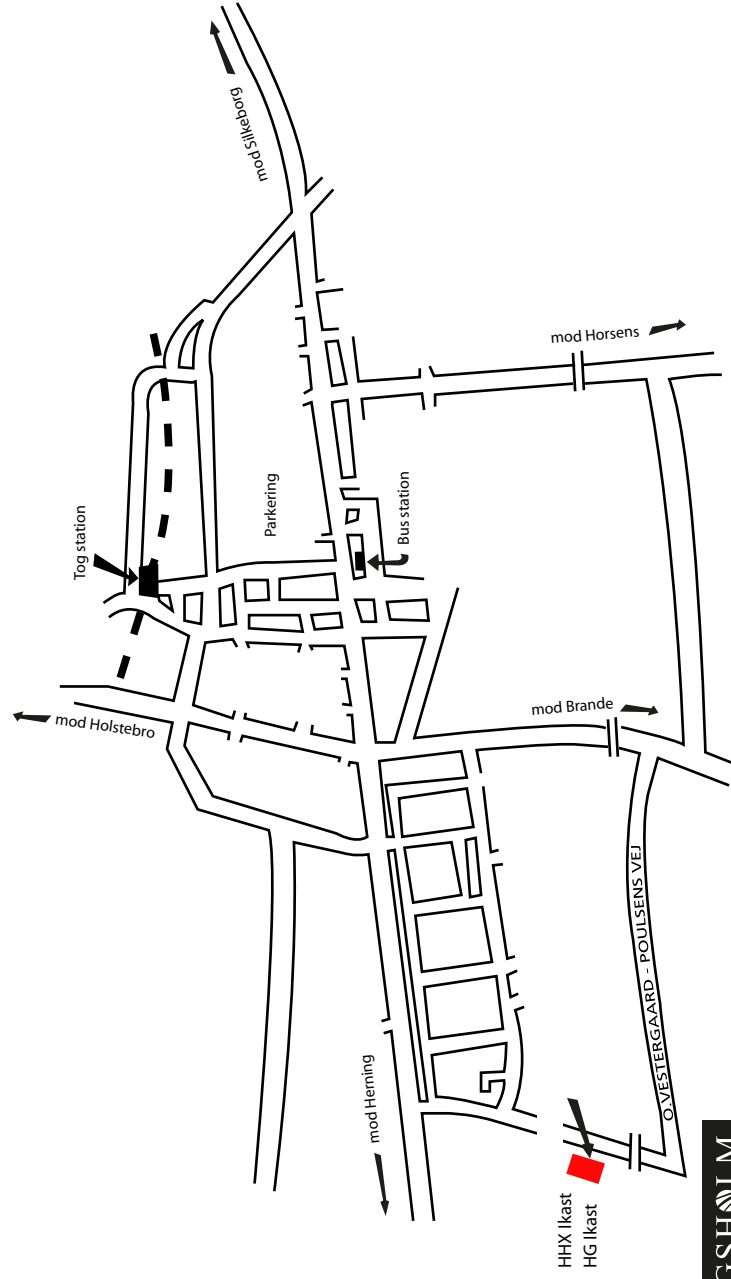 mod Silkeborg
mod Horsens
Parkering
Bus station
Tog station
mod Brande
mod Holstebro
O.VESTERGAARD - POULSENS VEJ
mod Herning
HHX Ikast
HG Ikast
GSHOLM